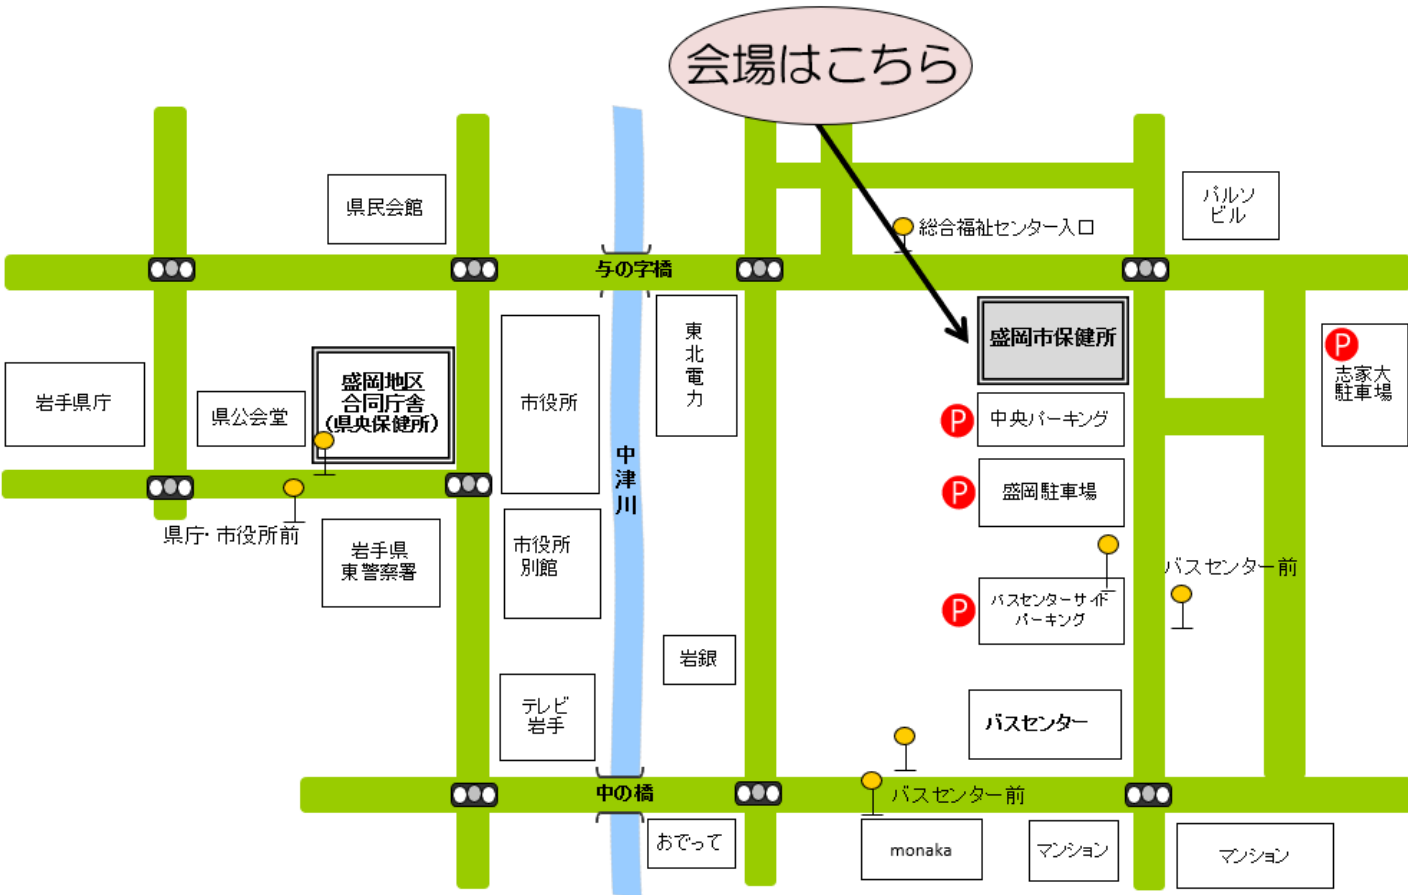 会場はこちら
県民会館
パルソ
ビル
総合福祉センター入口
与の字橋
岩手県庁
県公会堂
盛岡地区
合同庁舎
(県央保健所)
市役所
東北電力
盛岡市保健所
P
中央パーキング
P
志家大
駐車場
中津川
P
盛岡駐車場
県庁・市役所前
岩手県
東警察署
市役所
別館
バスセンター前
P
バスセンターサイド
パーキング
岩銀
テレビ
岩手
バスセンター
中の橋
バスセンター前
おでって
monaka
マンション
マンション